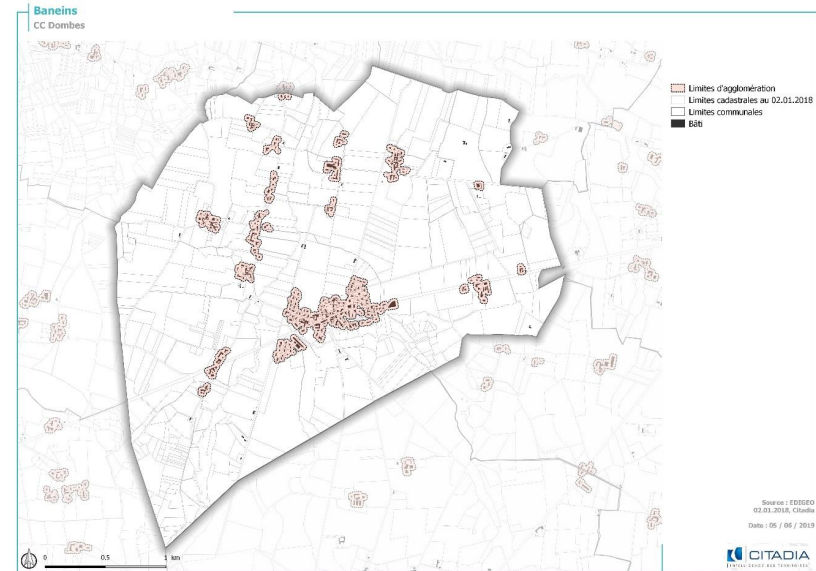 Baneins
CC Dombes
Limites d'agglomération
Limites cadastrales au 02.01.2018
Limites communales
Bâti
Source : EDIGEO
02.01.2018, Citadia
Date : 05 / 06 / 2019
0 0.5 1 km
CITADIA